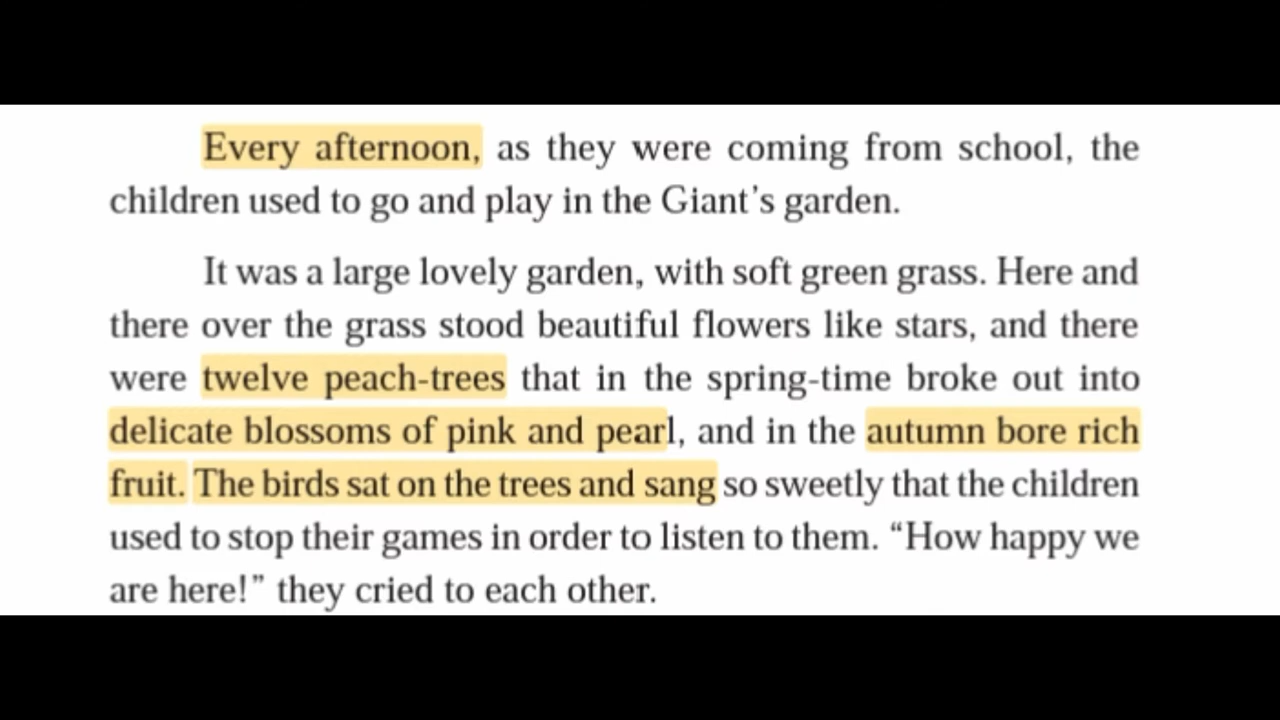 Every afternoon, as they were coming from school, the
children used to go and play in the Giant’s garden.
It was a large lovely garden, with soft green grass. Here and
there over the grass stood beautiful flowers like stars, and there
were twelve peach-trees that in the spring-time broke out into
delicate blossoms of pink and pearl, and in the autumn bore rich
fruit. The birds sat on the trees and sang so sweetly that the children
used to stop their games in order to listen to them. “How happy we
are here!” they cried to each other.